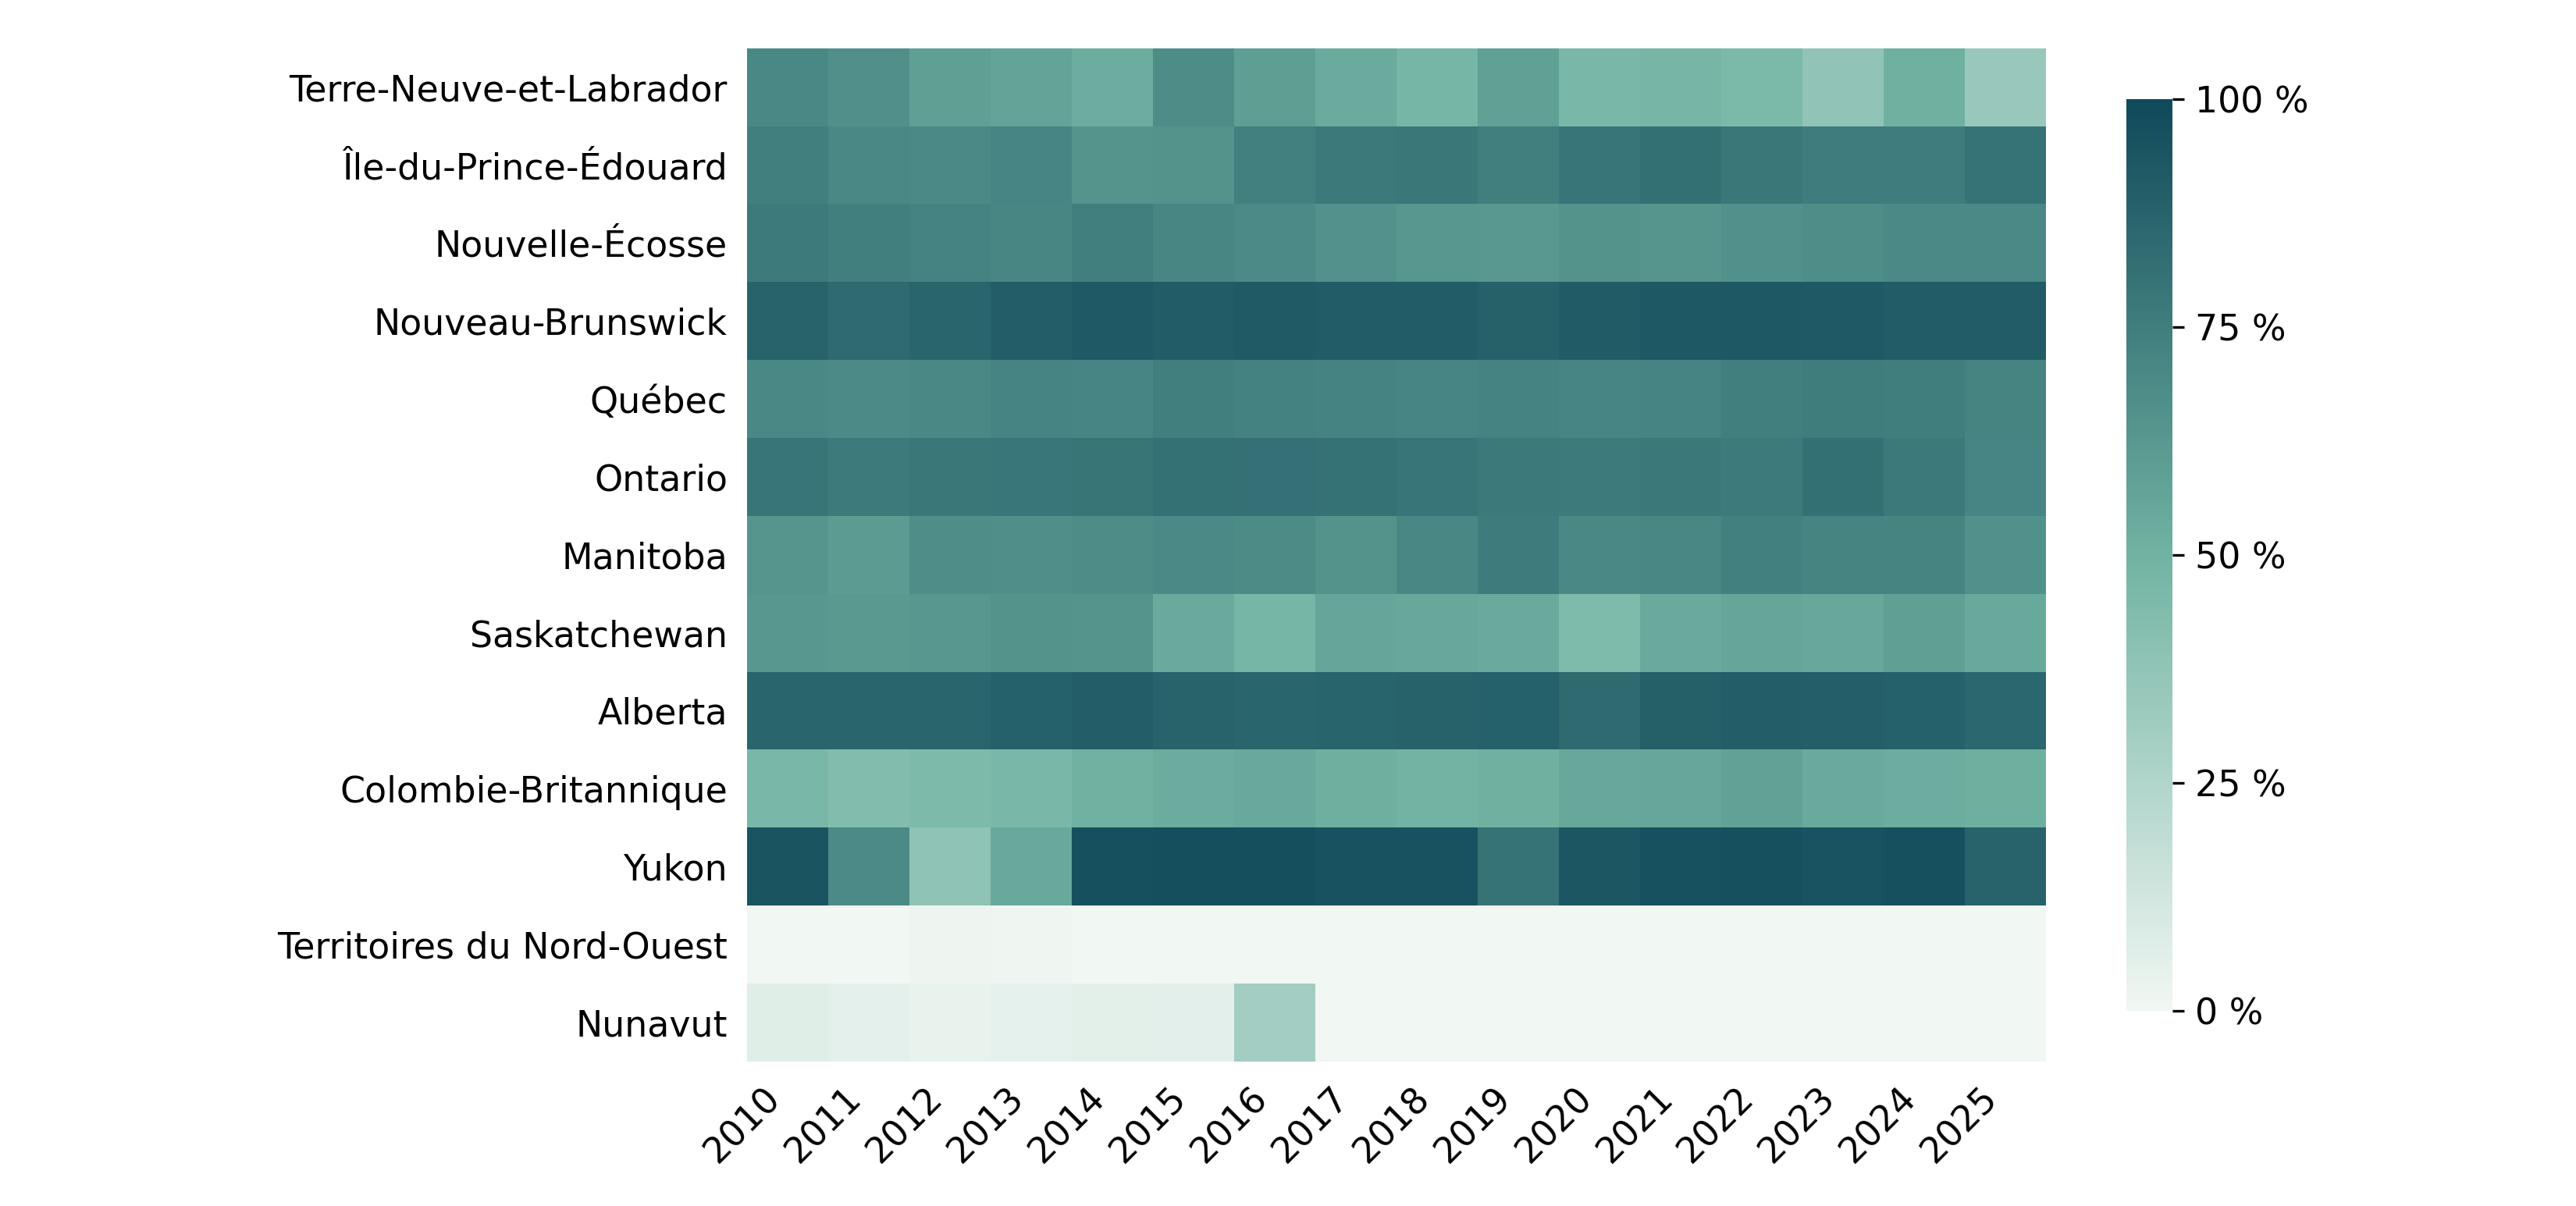 Terre-Neuve-et-Labrador
Île-du-Prince-Édouard
Nouvelle-Écosse
Nouveau-Brunswick
Québec
Ontario
Manitoba
Saskatchewan
Alberta
Colombie-Britannique
Yukon
Territoires du Nord-Ouest
Nunavut
2010 2011 2012 2013 2014 2015 2016 2017 2018 2019 2020 2021 2022 2023 2024 2025
100 %
75 %
50 %
25 %
0 %